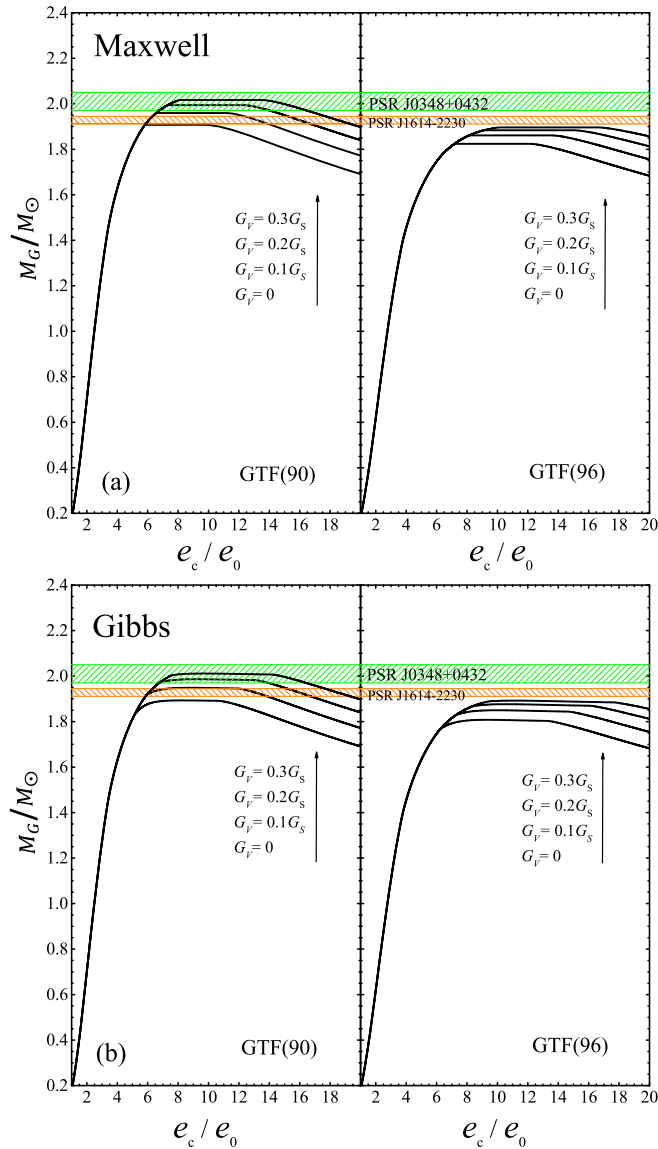 Maxwell
PSR J0348+0432
PSR J1614-2230
2.4
2.2
2.0
1.8
1.6
1.4
1.2
1.0
0.8
0.6
0.4
0.2
M_G/M_⊙
G_V= 0.3G_S
G_V= 0.2G_S
G_V= 0.1G_S
G_V= 0
G_V= 0.3G_S
G_V= 0.2G_S
G_V= 0.1G_S
G_V= 0
(a)
GTF(90)
GTF(96)
2 4 6 8 10 12 14 16 18
2 4 6 8 10 12 14 16 18 20
e_c / e_0
e_c / e_0
Gibbs
PSR J0348+0432
PSR J1614-2230
2.4
2.2
2.0
1.8
1.6
1.4
1.2
1.0
0.8
0.6
0.4
0.2
M_G/M_⊙
G_V= 0.3G_S
G_V= 0.2G_S
G_V= 0.1G_S
G_V= 0
G_V= 0.3G_S
G_V= 0.2G_S
G_V= 0.1G_S
G_V= 0
(b)
GTF(90)
GTF(96)
2 4 6 8 10 12 14 16 18
2 4 6 8 10 12 14 16 18 20
e_c / e_0
e_c / e_0